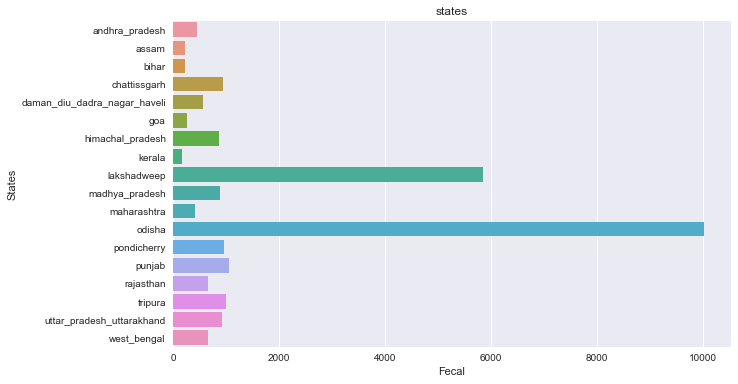 states
andhra_pradesh
assam
bihar
chattissgarh
daman_diu_dadra_nagar_haveli
goa
himachal_pradesh
kerala
lakshadweep
madhya_pradesh
maharashtra
odisha
pondicherry
punjab
rajasthan
tripura
uttar_pradesh_uttarakhand
west_bengal
States
0 2000 4000 6000 8000 10000
Fecal